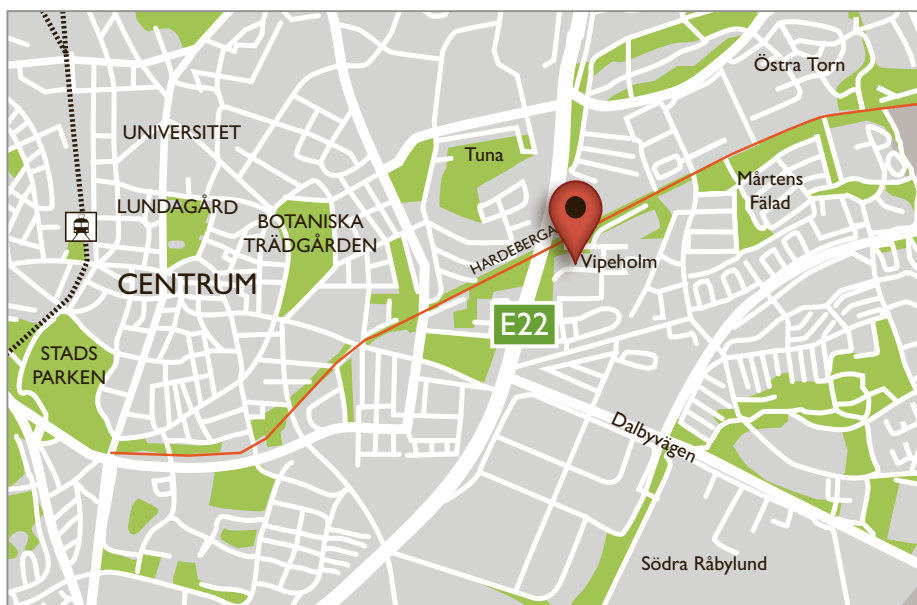 Östra Torn
UNIVERSITET
Tuna
Mårtens
Fälad
LUNDAGÅRD
BOTANISKA
TRÄDGÅRDEN
HARDEBERGA
Vipeholm
CENTRUM
E22
STADS
PARKEN
Dalbyvägen
Södra Råbylund